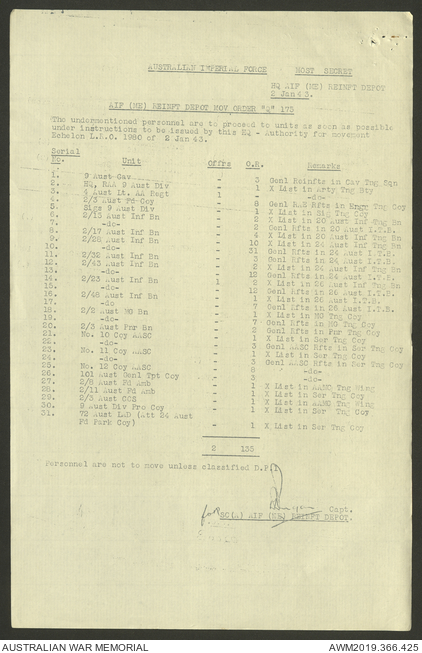 AUSTRALIAN IMPERIAL FORCE MOST SECRET
HQ AIF (ME) REINFT DEPOT
2 Jan 43.
AIF (ME) REINFT DEPOT MOV ORDER "Q" 175
The undermentioned personnel are to proceed to units as soon as possible
under instructions to be issued by this HQ - Authority for movement
Echelon L.S.O. 1980 of 2 Jan 43.
Serial
No. Unit Offrs O.R. Remarks
1. 9 Aust Cav - 3 Genl Reinfts in Cav Tng Sqn
2. HQ, RAA 9 Aust Div - 1 X List in Arty Tng Bty
3. 4 Aust Lt. AA Regt 1 - -do-
4. 2/3 Aust Fd Coy - Genl RAE Rfts in Engr Tng Coy
5. Sigs 9 Aust Div - 1 X List in Sig Tng Coy
6. 2/15 Aust Inf Bn - X List in 20 Aust Inf Tng Bn
7. -do- - Genl Rfts in 20 Aust I.T.B.
8. 2/17 Aust Inf Bn - X List in 20 Aust Inf Tng Bn
9. 2/28 Aust Inf Bn - 10 X List in 24 Aust Inf Tng Bn
10. -do- - 31 Genl Rfts in 24 Aust I.T.B.
11. 2/32 Aust Inf Bn - Genl Rfts in 24 Aust I.T.B.
12. 2/43 Aust Inf Bn - X List in 24 Aust Inf Tng Bn
13. -do- - 12 Genl Rfts in 24 Aust I.T.B.
14. 2/23 Aust Inf Bn 1 2 X List in 26 Aust Inf Tng Bn
15. -do- - 12 Genl Rfts in 26 Aust I.T.B.
16. 2/48 Aust Inf Bn - 1 X List in 26 Aust I.T.B.
17. -do - 7 Genl Rfts in 26 Aust I.T.B.
18. 2/2 Aust MG Bn - 1 X List in MG Tng Coy
19. -do- - 7 Genl Rfts in MG Tng Coy
20. 2/3 Aust Pnr Bn - 2 Genl Rfts in Pnr Tng Coy
21. No. 10 Coy AASC - 1 X List in Ser Tng Coy
22. -do- - 3 Genl AASC Rfts in Ser Tng Coy
23. No. 11 Coy AASC - 1 X List in Ser Tng Coy
24. -do- - 3 Genl AASC Rfts in Ser Tng Coy
25. No. 12 Coy AASC - 8 -do-
26. 101 Aust Genl Tpt Coy - 3 -do-
27. 2/8 Aust Fd Amb - 1 X List in AAMC Tng Wing
28. 2/11 Aust Fd Amb - 1 X List in Ser Tng Coy
29. 2/3 Aust CCS - 1 X List in AAMC Tng Wing
30. 9 Aust Div Pro Coy - 1 X List in Ser Tng Coy
31. 72 Aust LAD (Att 24 Aust
Fd Park Coy) - 1 X List in Ser Tng Coy
2 135
Personnel are not to move unless classified D.P.1
Capt.
for SC(A) AIF (ME) REINFT DEPOT.
AUSTRALIAN WAR MEMORIAL AWM2019.366.425